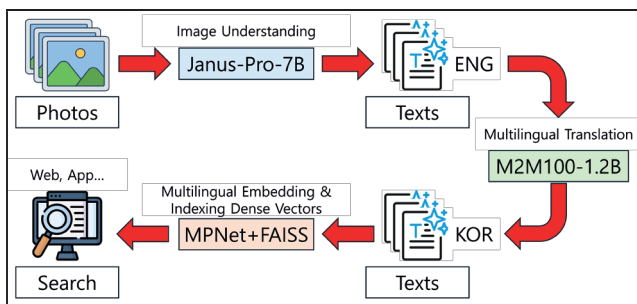 Image Understanding
Janus-Pro-7B
ENG
Photos
Texts
Multilingual Translation
M2M100-1.2B
Web, App...
Multilingual Embedding &
Indexing Dense Vectors
MPNet+FAISS
KOR
Search
Texts